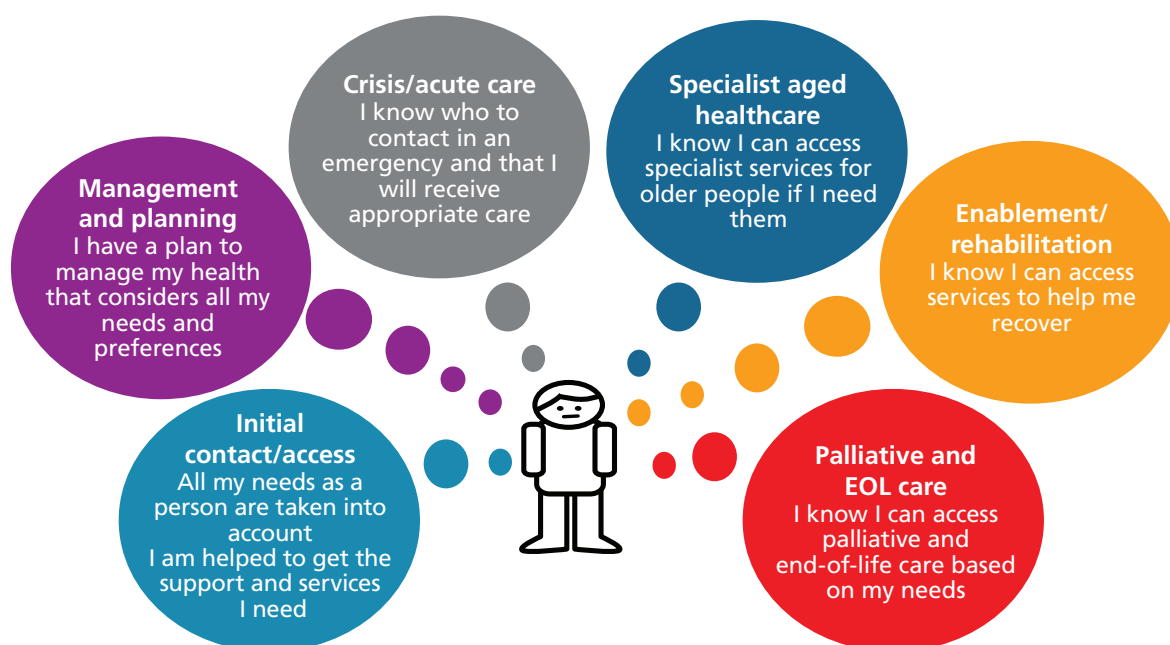 Initial
contact/access
All my needs as a
person are taken into
account
I am helped to get the
support and services
I need
Management
and planning
I have a plan to
manage my health
that considers all my
needs and
preferences
Crisis/acute care
I know who to
contact in an
emergency and that I
will receive
appropriate care
Specialist aged
healthcare
I know I can access
specialist services for
older people if I need
them
Enablement/
rehabilitation
I know I can access
services to help me
recover
Palliative and
EOL care
I know I can access
palliative and
end-of-life care based
on my needs